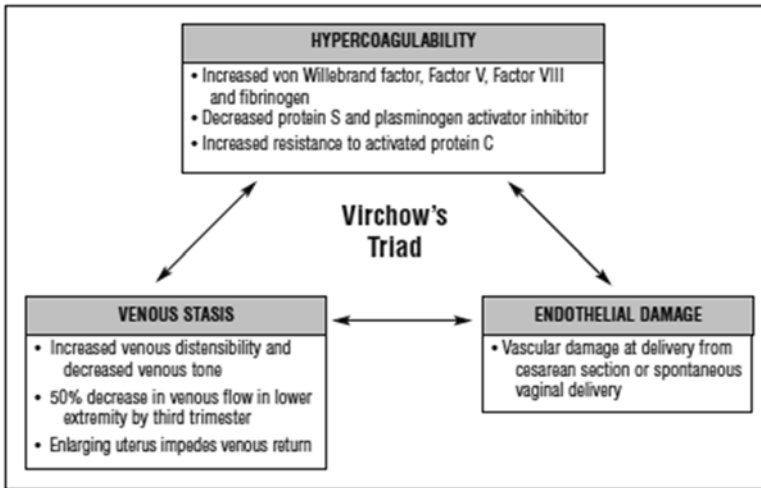 HYPERCOAGULABILITY
• Increased von Willebrand factor, Factor V, Factor VIII
and fibrinogen
• Decreased protein S and plasminogen activator inhibitor
• Increased resistance to activated protein C
Virchow's
Triad
VENOUS STASIS
• Increased venous distensibility and
decreased venous tone
• 50% decrease in venous flow in lower
extremity by third trimester
• Enlarging uterus impedes venous return
ENDOTHELIAL DAMAGE
• Vascular damage at delivery from
cesarean section or spontaneous
vaginal delivery